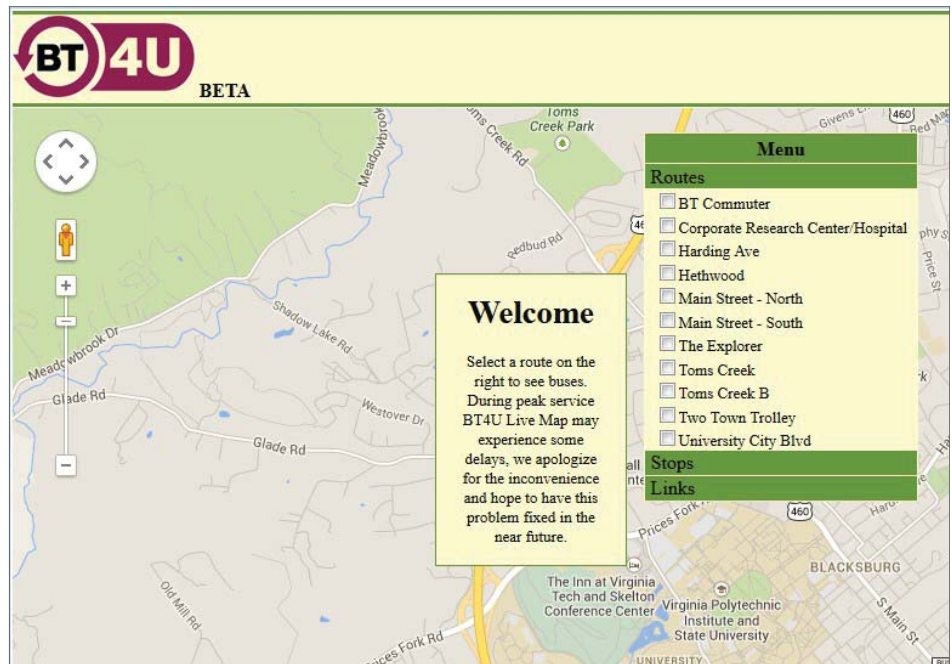 BT 4U
BETA
Toms
Creek Park
Toms Creek Rd
Meadowbrook
Givens
460
Red Ma
Menu
Routes
BT Commuter
Corporate Research Center/Hospital
Harding Ave
Hethwood
Main Street - North
Main Street - South
The Explorer
Toms Creek
Toms Creek B
Two Town Trolley
University City Blvd
Stops
Links
Redbud Rd
Price St
Welcome
Select a route on the
right to see buses.
During peak service
BT4U Live Map may
experience some
delays, we apologize
for the inconvenience
and hope to have this
problem fixed in the
near future.
Shadow Lake Rd
Meadowbrook Dr
Glade Rd
Westover Dr
Glade Rd
Prices Fork
460
BLACKSBURG
The Inn at Virginia
Tech and Skelton
Conference Center
Virginia Polytechnic
Institute and
State University
Old Mill Rd
S Main St
Prices Fork Rd
UNIVERSITY